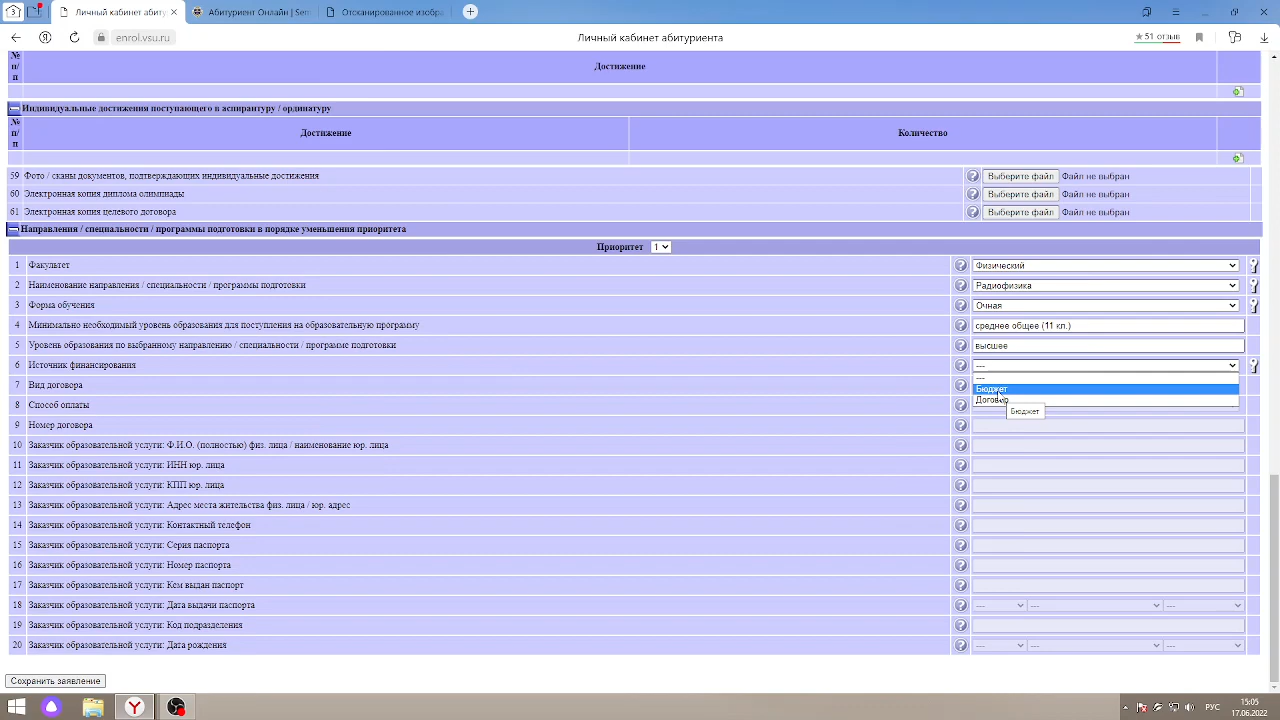 3
Личный кабинет абит
Абитуриент Онлайн | Дост
Отсканированное изобра
enrol.vsu.ru
Личный кабинет абитуриента
★51 отзыв
№ п/п
Достижение
Индивидуальные достижения поступающего в аспирантуру / ординатуру
№ п/п
Достижение
Количество
59 Фото / сканы документов, подтверждающих индивидуальные достижения Выберите файл Файл не выбран
60 Электронная копия диплома олимпиады Выберите файл Файл не выбран
61 Электронная копия целевого договора Выберите файл Файл не выбран
Направления / специальности / программы подготовки в порядке уменьшения приоритета
Приоритет 1
1 Факультет Физический
2 Наименование направления / специальности / программы подготовки Радиофизика
3 Форма обучения Очная
4 Минимально необходимый уровень образования для поступления на образовательную программу среднее общее (11 кл.)
5 Уровень образования по выбранному направлению / специальности / программе подготовки высшее
6 Источник финансирования ---
---
7 Вид договора Бюджет
8 Способ оплаты Договор
Бюджет
9 Номер договора
10 Заказчик образовательной услуги: Ф.И.О. (полностью) физ. лица / наименование юр. лица
11 Заказчик образовательной услуги: ИНН юр. лица
12 Заказчик образовательной услуги: КПП юр. лица
13 Заказчик образовательной услуги: Адрес места жительства физ. лица / юр. адрес
14 Заказчик образовательной услуги: Контактный телефон
15 Заказчик образовательной услуги: Серия паспорта
16 Заказчик образовательной услуги: Номер паспорта
17 Заказчик образовательной услуги: Кем выдан паспорт
18 Заказчик образовательной услуги: Дата выдачи паспорта --- --- ---
19 Заказчик образовательной услуги: Код подразделения
20 Заказчик образовательной услуги: Дата рождения --- --- ---
Сохранить заявление
РУС
15:05
17.06.2022